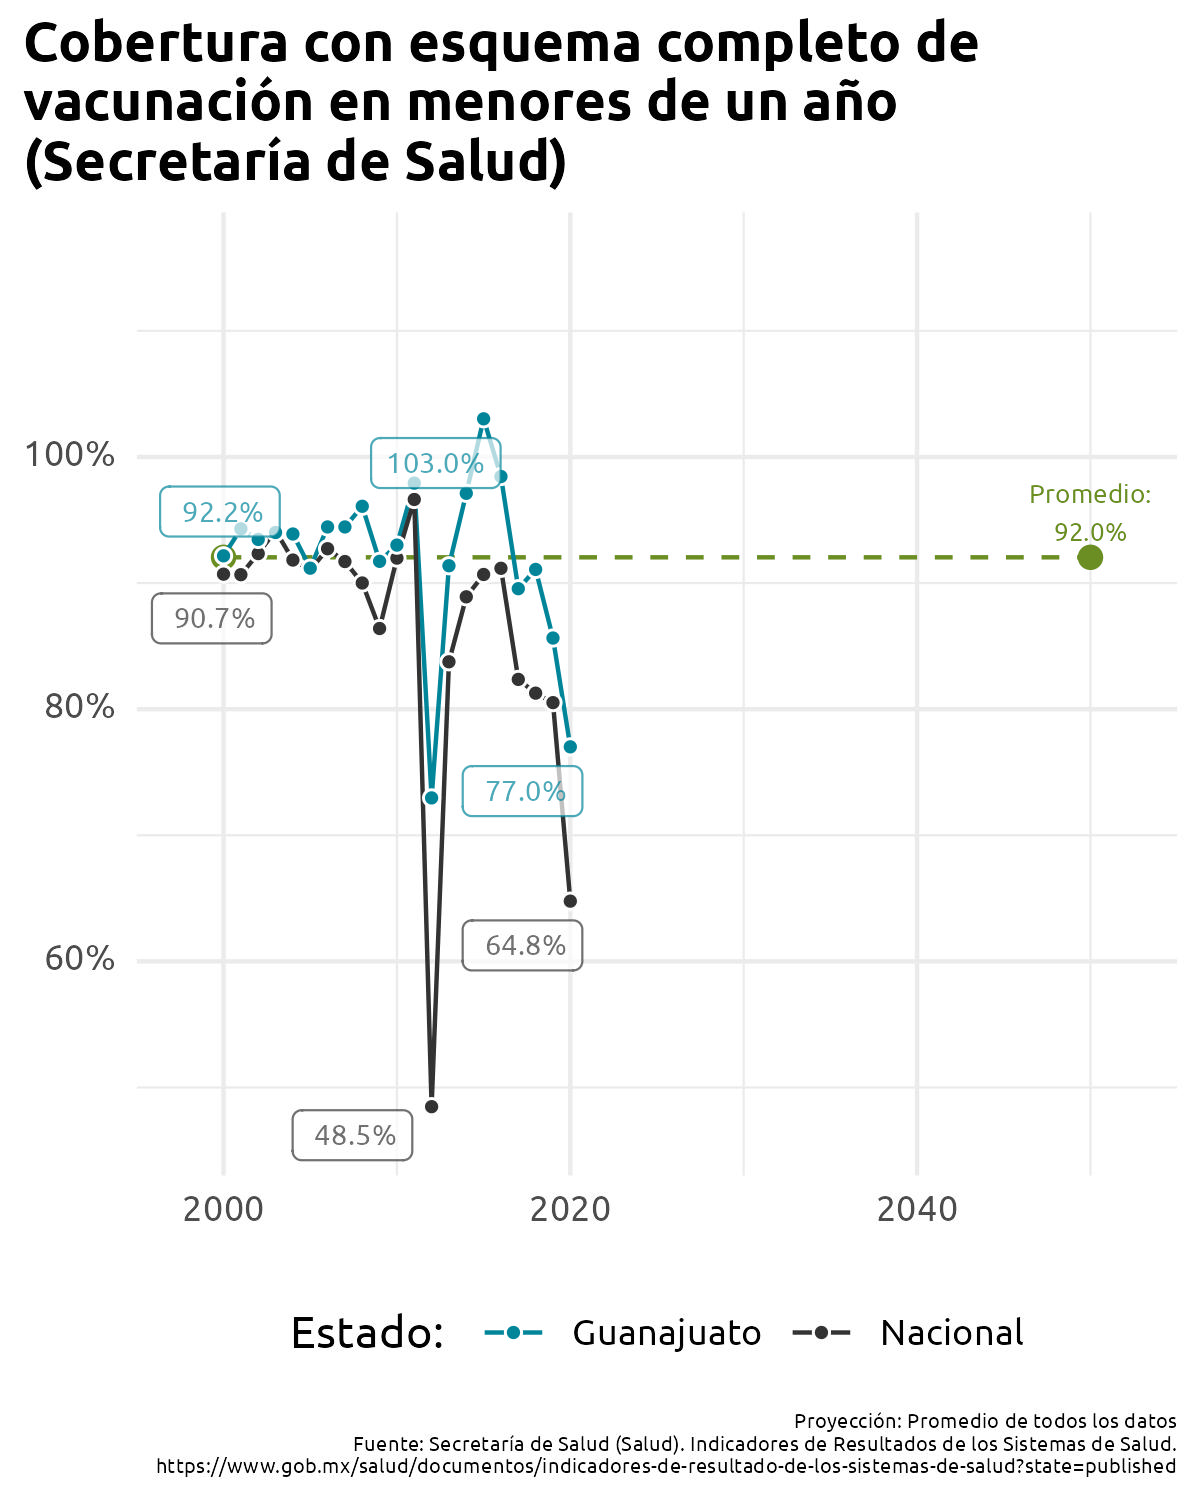 Cobertura con esquema completo de
vacunación en menores de un año
(Secretaría de Salud)
100%
80%
60%
103.0%
92.2%
90.7%
Promedio:
92.0%
77.0%
64.8%
48.5%
2000
2020
2040
Estado:
Guanajuato
Nacional
Proyección: Promedio de todos los datos
Fuente: Secretaría de Salud (Salud). Indicadores de Resultados de los Sistemas de Salud.
https://www.gob.mx/salud/documentos/indicadores-de-resultado-de-los-sistemas-de-salud?state=published